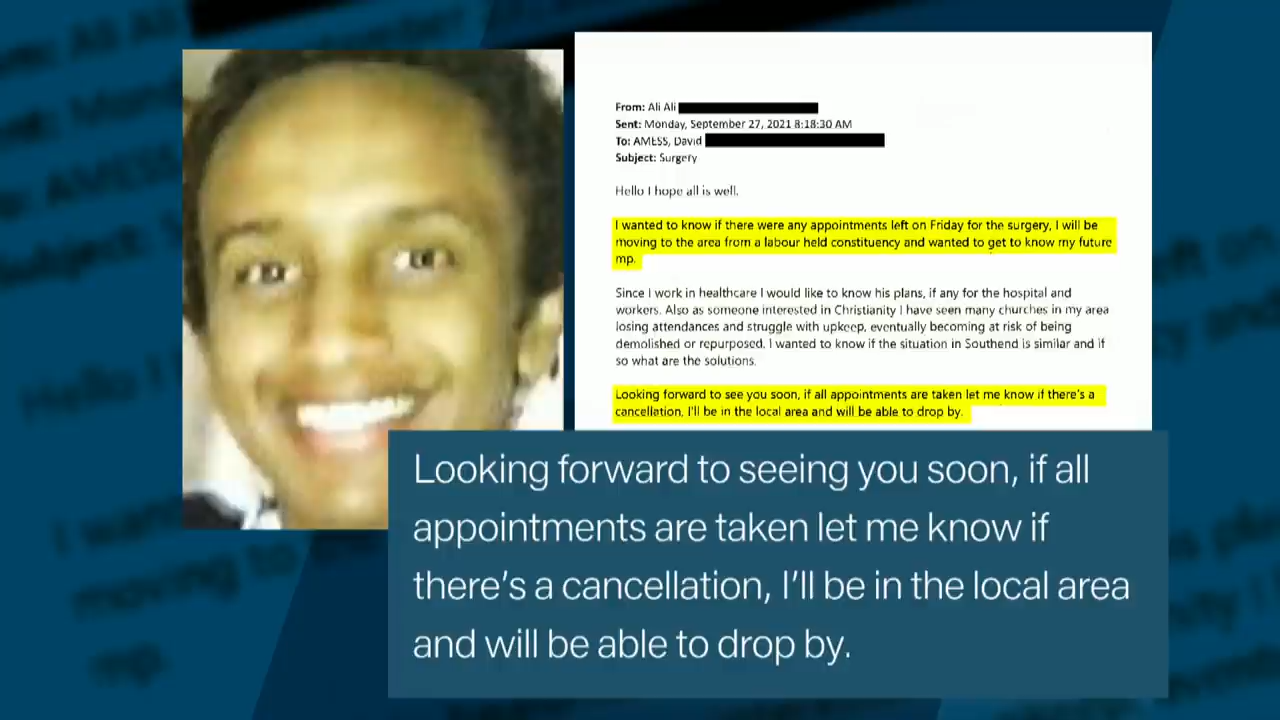 From: Ali Ali
Sent: Monday, September 27, 2021 8:18:30 AM
To: AMESS, David
Subject: Surgery
Hello I hope all is well.
I wanted to know if there were any appointments left on Friday for the surgery, I will be
moving to the area from a labour held constituency and wanted to get to know my future
mp.
Since I work in healthcare I would like to know his plans, if any for the hospital and
workers. Also as someone interested in Christianity I have seen many churches in my area
losing attendances and struggle with upkeep, eventually becoming at risk of being
demolished or repurposed. I wanted to know if the situation in Southend is similar and if
so what are the solutions.
Looking forward to see you soon, if all appointments are taken let me know if there's a
cancellation, I'll be in the local area and will be able to drop by.
Looking forward to seeing you soon, if all
appointments are taken let me know if
there's a cancellation, I'll be in the local area
and will be able to drop by.